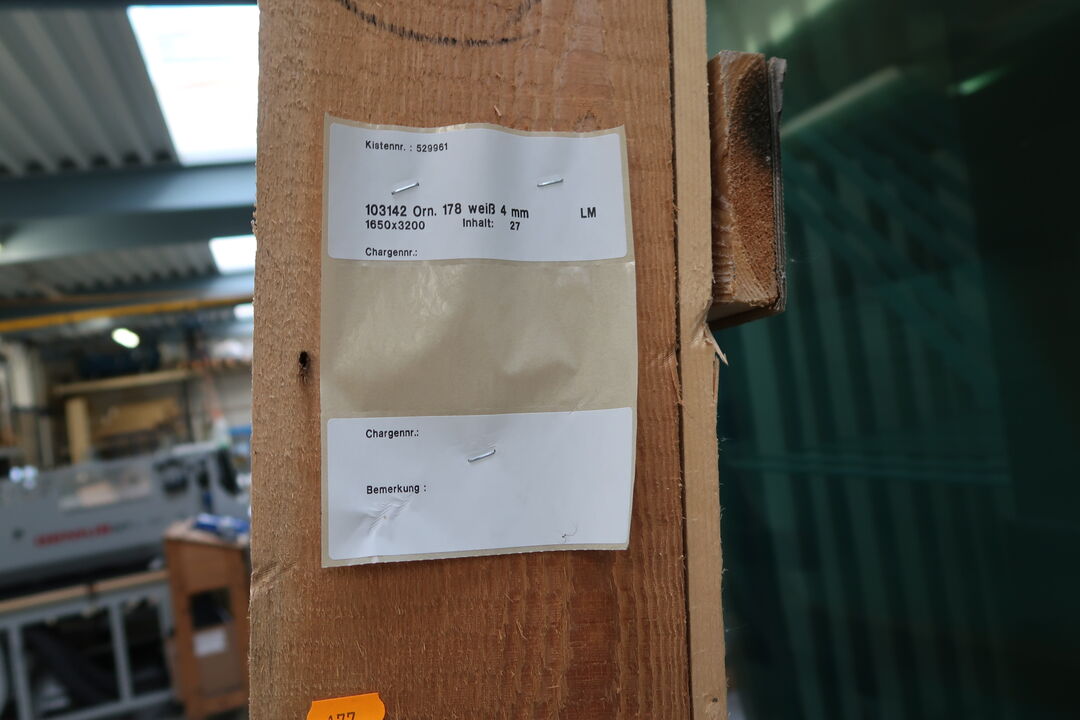 Kistennr. : 529961
103142 Orn. 178 weiß 4 mm LM
1650x3200 Inhalt: 27
Chargennr.:
Chargennr.:
Bemerkung :